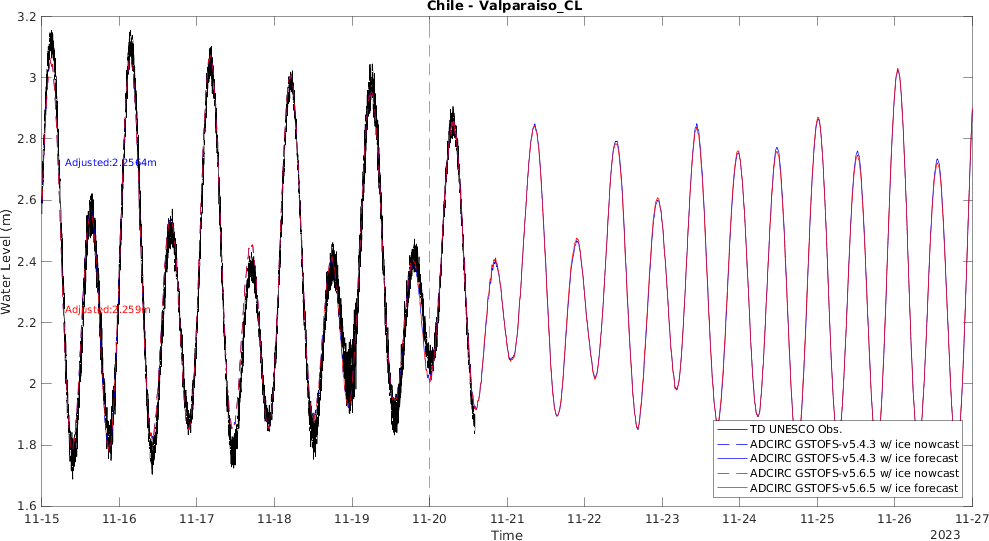 Chile - Valparaiso_CL
3.2
3
2.8
2.6
2.4
2.2
2
1.8
1.6
Water Level (m)
Adjusted:2.2564m
Adjusted:2.259m
TD UNESCO Obs.
ADCIRC GSTOFS-v5.4.3 w/ ice nowcast
ADCIRC GSTOFS-v5.4.3 w/ ice forecast
ADCIRC GSTOFS-v5.6.5 w/ ice nowcast
ADCIRC GSTOFS-v5.6.5 w/ ice forecast
11-15 11-16 11-17 11-18 11-19 11-20 11-21 11-22 11-23 11-24 11-25 11-26 11-27
Time
2023